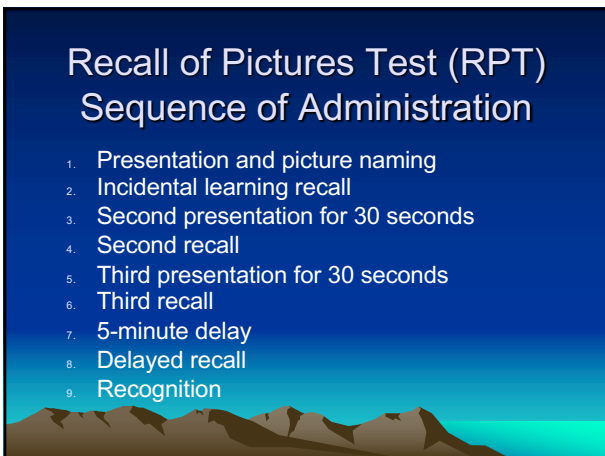 Recall of Pictures Test (RPT)
Sequence of Administration
1. Presentation and picture naming
2. Incidental learning recall
3. Second presentation for 30 seconds
4. Second recall
5. Third presentation for 30 seconds
6. Third recall
7. 5-minute delay
8. Delayed recall
9. Recognition